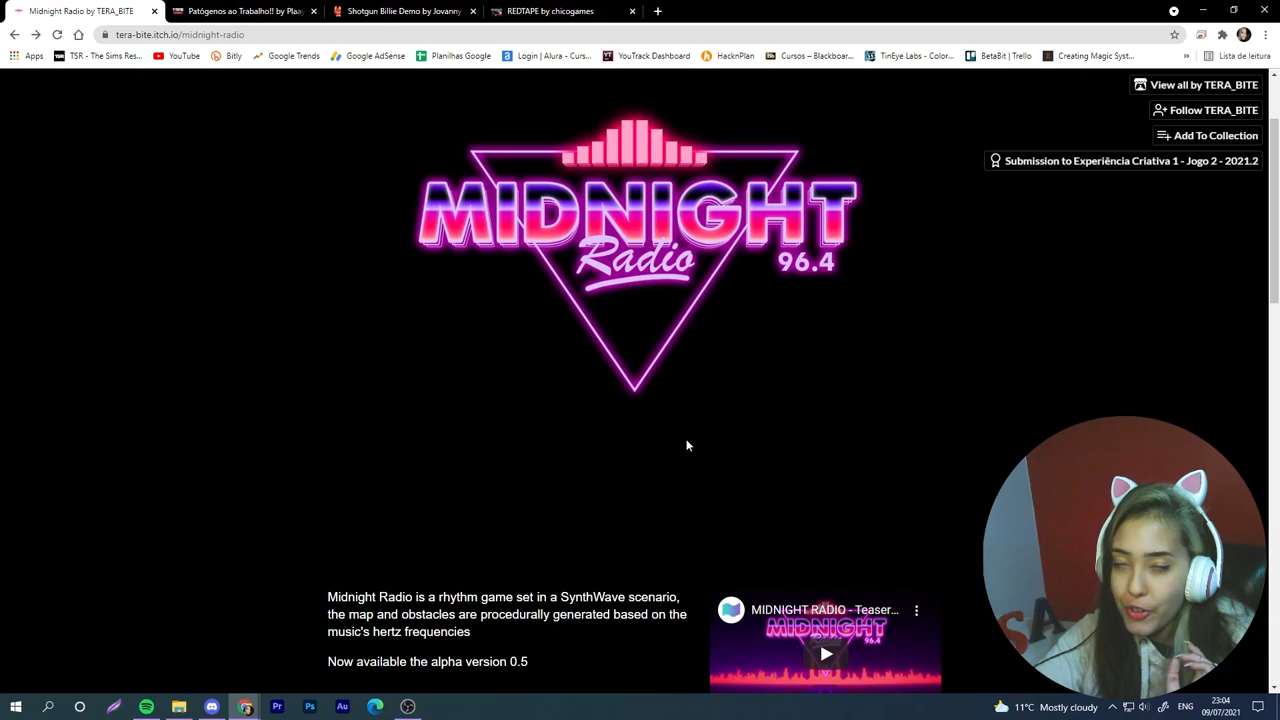 Midnight Radio by TERA_BITE
Patógenos ao Trabalho!! by Plaay
Shotgun Billie Demo by Jovanny
REDTAPE by chicogames
tera-bite.itch.io/midnight-radio
Apps
TSR - The Sims Res...
YouTube
Bitly
Google Trends
Google AdSense
Planilhas Google
Login | Alura - Curs...
YouTrack Dashboard
HacknPlan
Cursos – Blackboar...
TinEye Labs - Color...
BetaBit | Trello
Creating Magic Syst...
»
Lista de leitura
View all by TERA_BITE
Follow TERA_BITE
Add To Collection
Submission to Experiência Criativa 1 - Jogo 2 - 2021.2
MIDNIGHT
Radio
96.4
Midnight Radio is a rhythm game set in a SynthWave scenario,
the map and obstacles are procedurally generated based on the
music's hertz frequencies
Now available the alpha version 0.5
MIDNIGHT RADIO - Teaser...
MIDNIGHT
96.4
SA
Pr
Ps
Au
11°C Mostly cloudy
ENG
23:04
09/07/2021